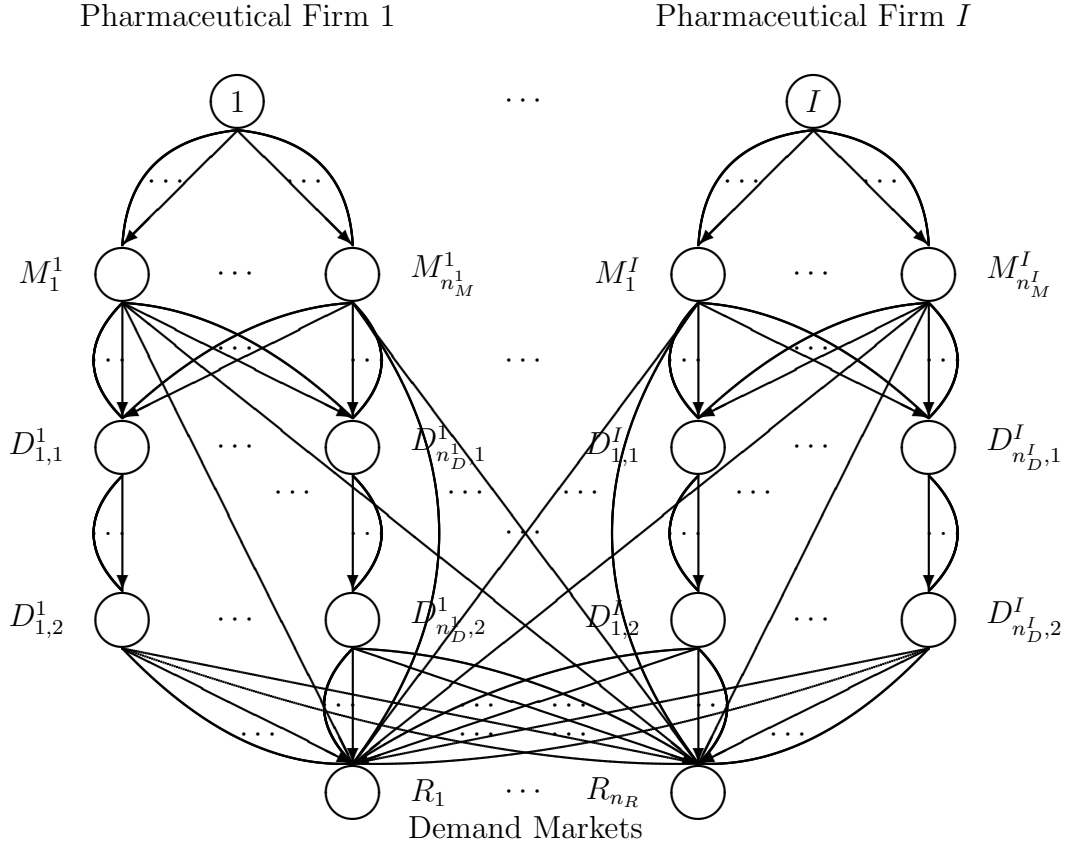 Pharmaceutical Firm 1 Pharmaceutical Firm I
1 ··· I
··· ··· ··· ···
M^1_1 ··· M^1_{n^1_M} M^I_1 ··· M^I_{n^I_M}
·· ··· ·· ··· ·· ··· ··
D^1_{1,1} ··· D^1_{n^1_D,1} D^I_{1,1} ··· D^I_{n^I_D,1}
··· ··· ··· ···
·· ·· ··· ·· ··
D^1_{1,2} ··· D^1_{n^1_D,2} D^I_{1,2} ··· D^I_{n^I_D,2}
·· ·· ··· ··
··· ··· ··· ···
R_1 ··· R_{n_R}
Demand Markets